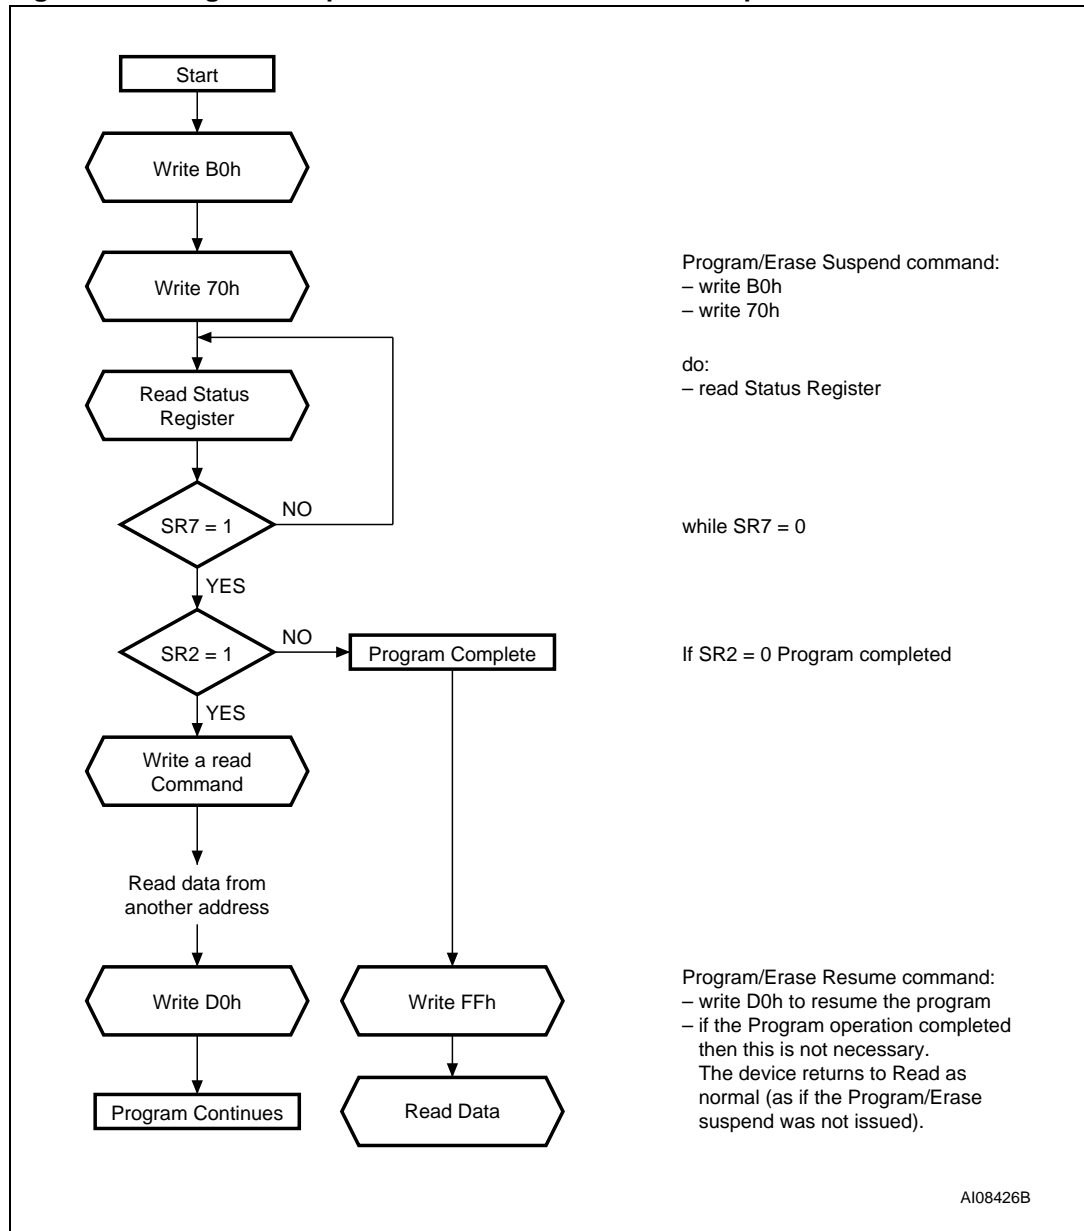 Start
Write B0h
Write 70h
Program/Erase Suspend command:
– write B0h
– write 70h
do:
– read Status Register
Read Status
Register
NO
SR7 = 1
while SR7 = 0
YES
NO
SR2 = 1
Program Complete
If SR2 = 0 Program completed
YES
Write a read
Command
Read data from
another address
Write D0h
Write FFh
Program/Erase Resume command:
– write D0h to resume the program
– if the Program operation completed
then this is not necessary.
The device returns to Read as
normal (as if the Program/Erase
suspend was not issued).
Program Continues
Read Data
AI08426B